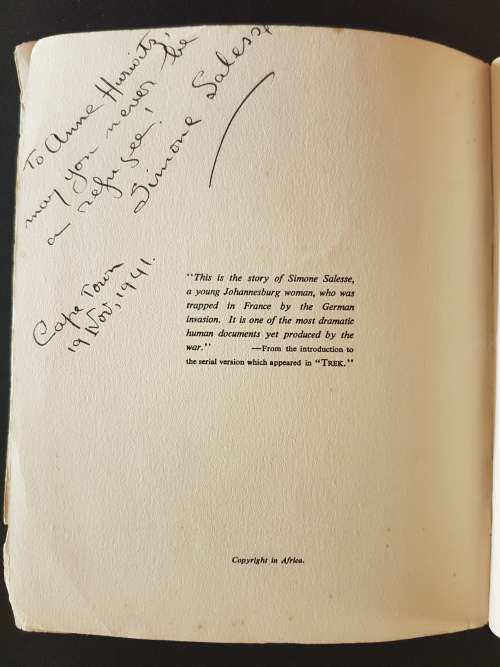 To Anne Hurwitz,
may you never be
a refugee!
Simone Salesse
Cape Town
19 Nov, 1941.
"This is the story of Simone Salesse,
a young Johannesburg woman, who was
trapped in France by the German
invasion. It is one of the most dramatic
human documents yet produced by the
war." —From the introduction to
the serial version which appeared in "TREK."
Copyright in Africa.